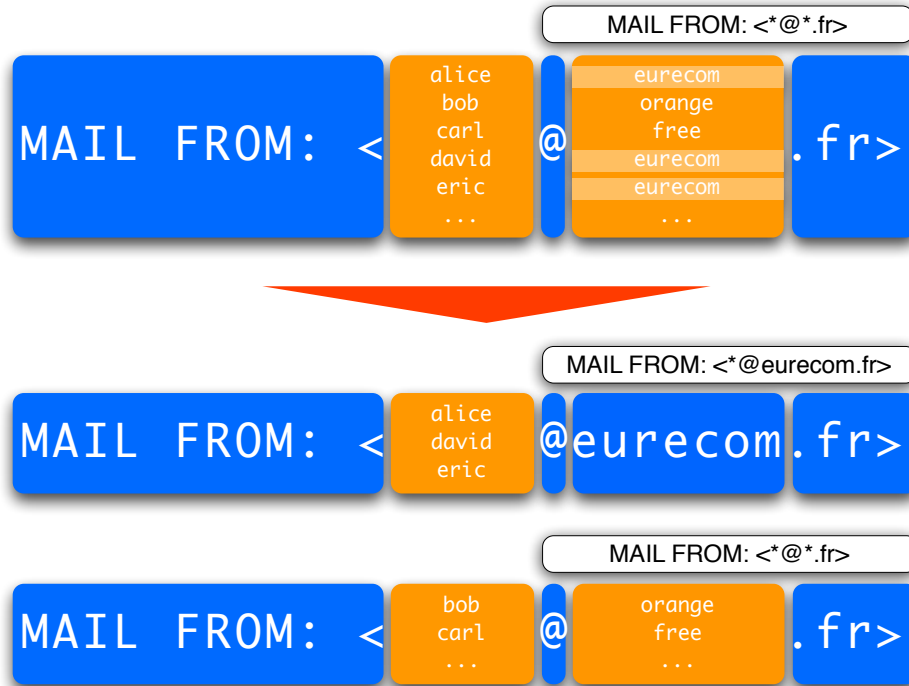 MAIL FROM: <*@*.fr>
alice eurecom
bob orange
MAIL FROM: < carl @ free .fr>
david eurecom
eric eurecom
... ...
MAIL FROM: <*@eurecom.fr>
alice
MAIL FROM: < david @ eurecom .fr>
eric
MAIL FROM: <*@*.fr>
bob orange
MAIL FROM: < carl @ free .fr>
... ...